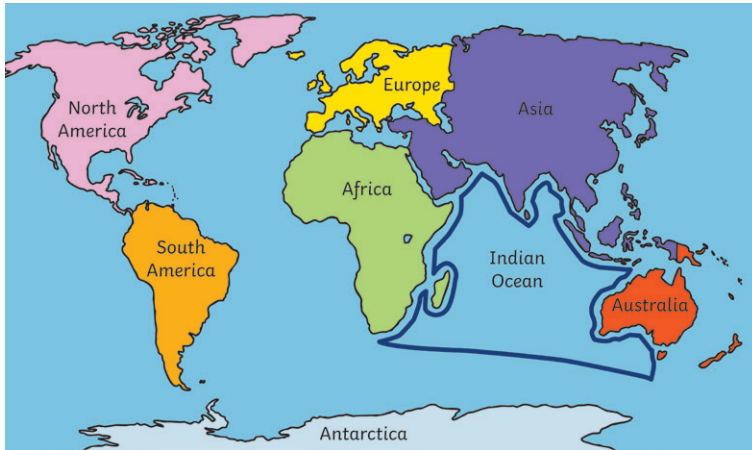 North
America
Europe
Asia
Africa
South
America
Indian
Ocean
Australia
Antarctica